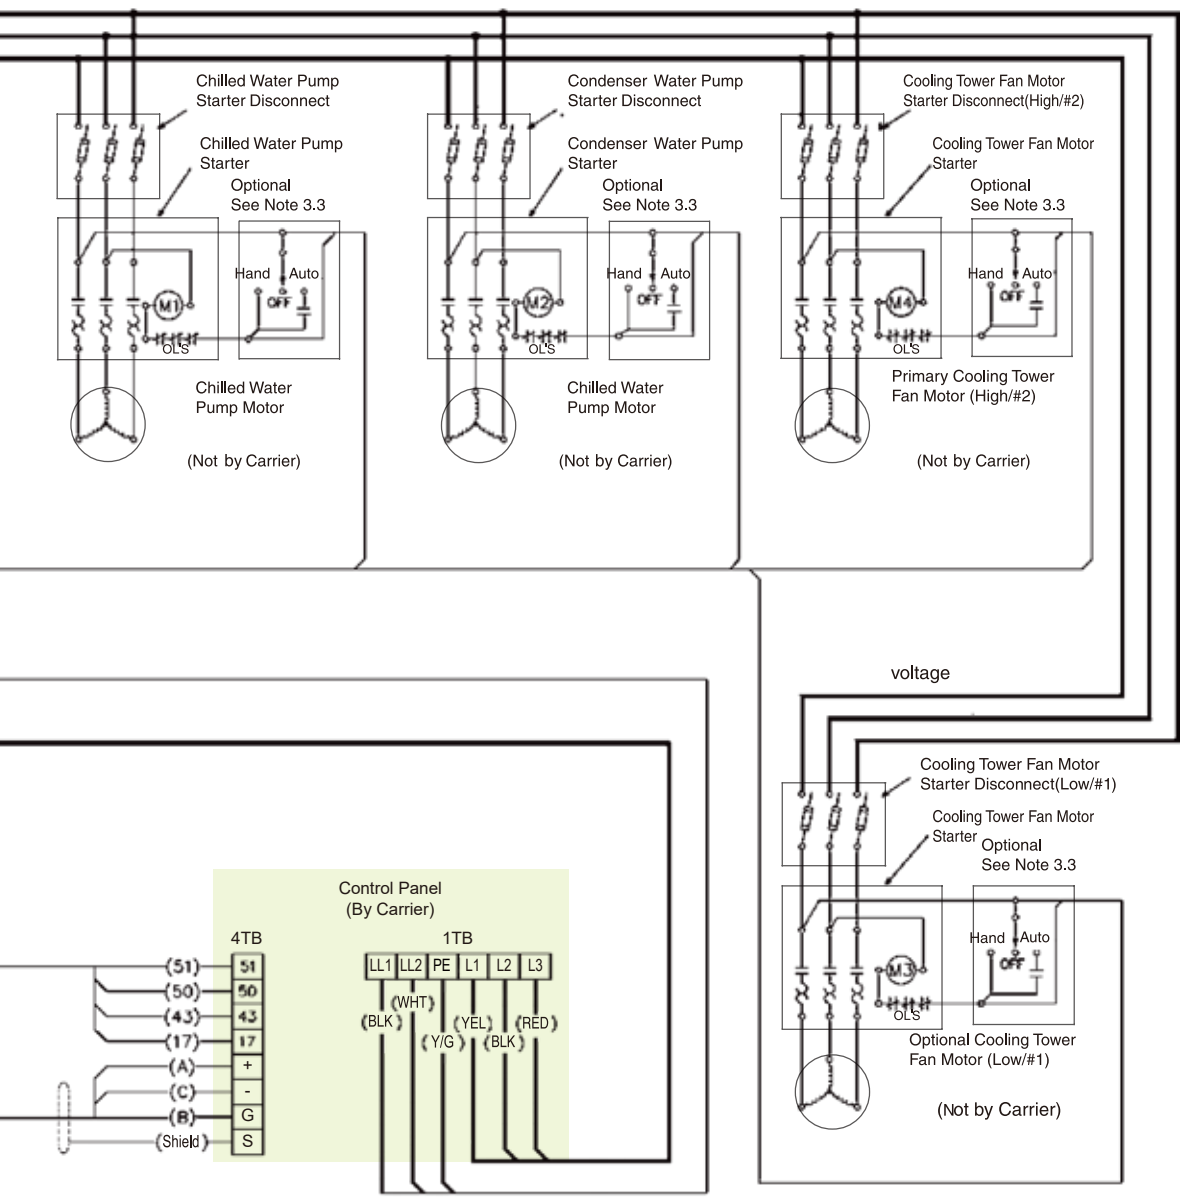 Chilled Water Pump
Starter Disconnect
Chilled Water Pump
Starter
Optional
See Note 3.3
Hand
Auto
OFF
M1
OL'S
Chilled Water
Pump Motor
(Not by Carrier)
Condenser Water Pump
Starter Disconnect
Condenser Water Pump
Starter
Optional
See Note 3.3
Hand
Auto
OFF
M2
OL'S
Chilled Water
Pump Motor
(Not by Carrier)
Cooling Tower Fan Motor
Starter Disconnect(High/#2)
Cooling Tower Fan Motor
Starter
Optional
See Note 3.3
Hand
Auto
OFF
M4
OL'S
Primary Cooling Tower
Fan Motor (High/#2)
(Not by Carrier)
voltage
Cooling Tower Fan Motor
Starter Disconnect(Low/#1)
Cooling Tower Fan Motor
Starter
Optional
See Note 3.3
Hand
Auto
OFF
M3
OL'S
Optional Cooling Tower
Fan Motor (Low/#1)
(Not by Carrier)
Control Panel
(By Carrier)
4TB
(51) 51
(50) 50
(43) 43
(17) 17
(A) +
(C) -
(B) G
(Shield) S
1TB
LL1 LL2 PE L1 L2 L3
(WHT)
(BLK) (YEL) (RED)
(Y/G) (BLK)